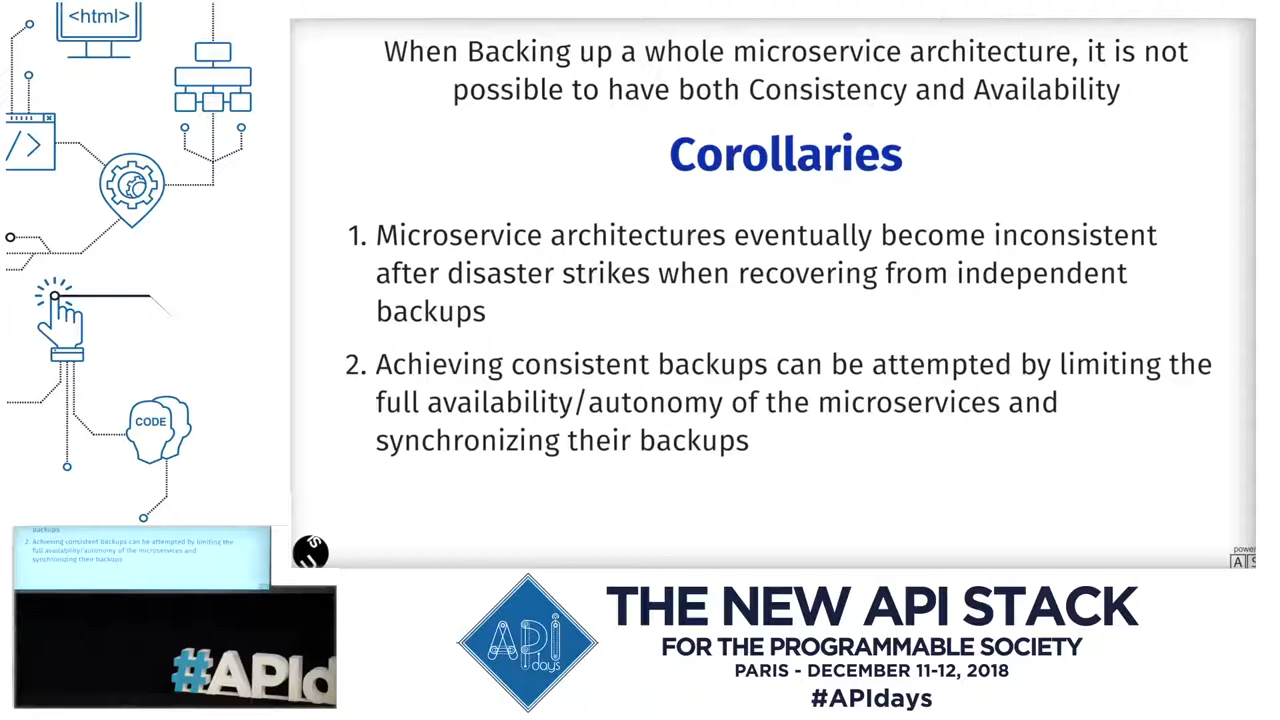 <html>
When Backing up a whole microservice architecture, it is not
possible to have both Consistency and Availability
Corollaries
1. Microservice architectures eventually become inconsistent
after disaster strikes when recovering from independent
backups
2. Achieving consistent backups can be attempted by limiting the
full availability/autonomy of the microservices and
synchronizing their backups
</>
CODE
backups
2. Achieving consistent backups can be attempted by limiting the
full availability/autonomy of the microservices and
synchronizing their backups
#APId
API
days
THE NEW API STACK
FOR THE PROGRAMMABLE SOCIETY
PARIS - DECEMBER 11-12, 2018
#APIdays